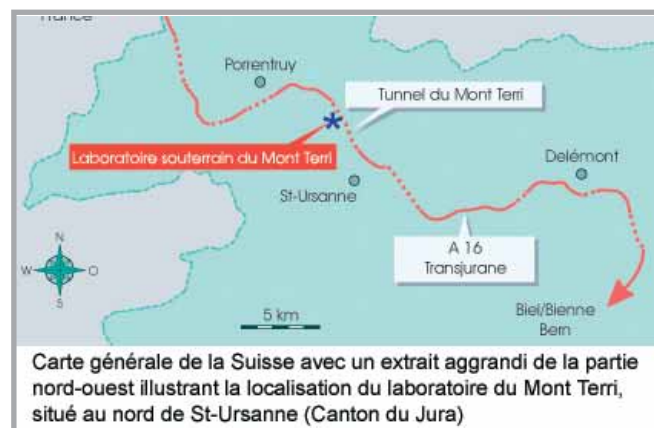 France
Porrentruy
Tunnel du Mont Terri
Laboratoire souterrain du Mont Terri
Delémont
St-Ursanne
N
W O
S
A 16
Transjurane
5 km
Biel/Bienne
Bern
Carte générale de la Suisse avec un extrait aggrandi de la partie
nord-ouest illustrant la localisation du laboratoire du Mont Terri,
situé au nord de St-Ursanne (Canton du Jura)